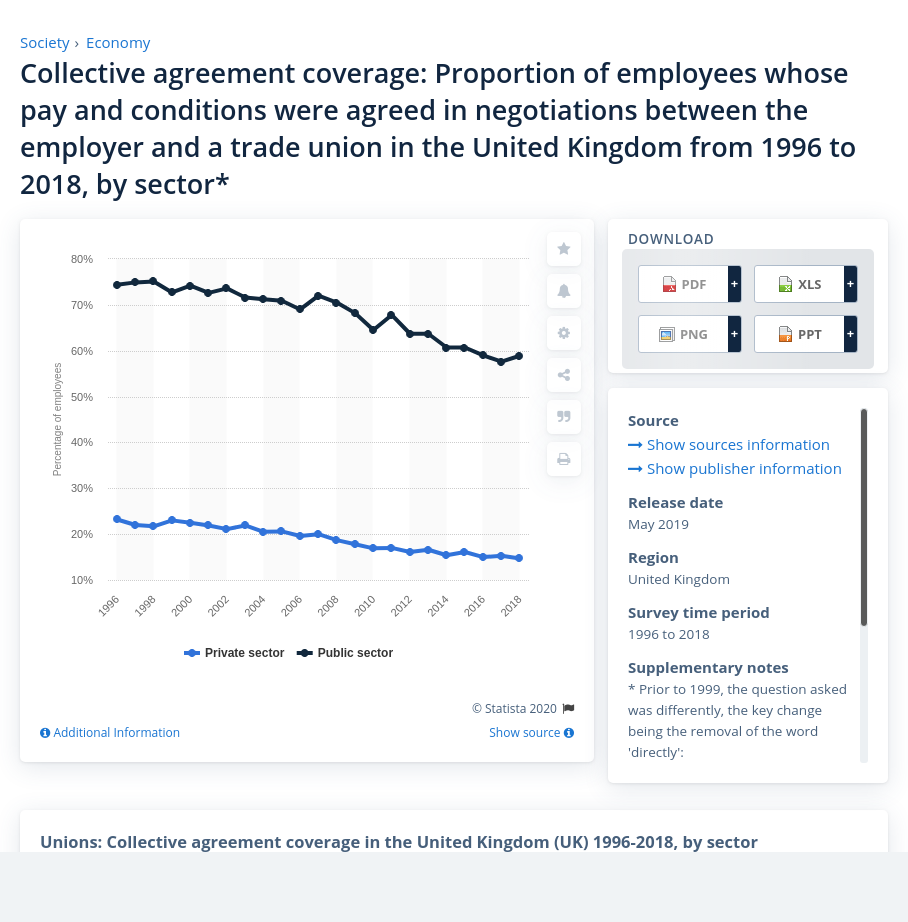 Society › Economy
Collective agreement coverage: Proportion of employees whose
pay and conditions were agreed in negotiations between the
employer and a trade union in the United Kingdom from 1996 to
2018, by sector*
80%
70%
60%
50%
40%
30%
20%
10%
Percentage of employees
1996
1998
2000
2002
2004
2006
2008
2010
2012
2014
2016
2018
Private sector
Public sector
© Statista 2020
Additional Information
Show source
DOWNLOAD
PDF +
XLS +
PNG +
PPT +
Source
Show sources information
Show publisher information
Release date
May 2019
Region
United Kingdom
Survey time period
1996 to 2018
Supplementary notes
* Prior to 1999, the question asked
was differently, the key change
being the removal of the word
'directly':
Unions: Collective agreement coverage in the United Kingdom (UK) 1996-2018, by sector